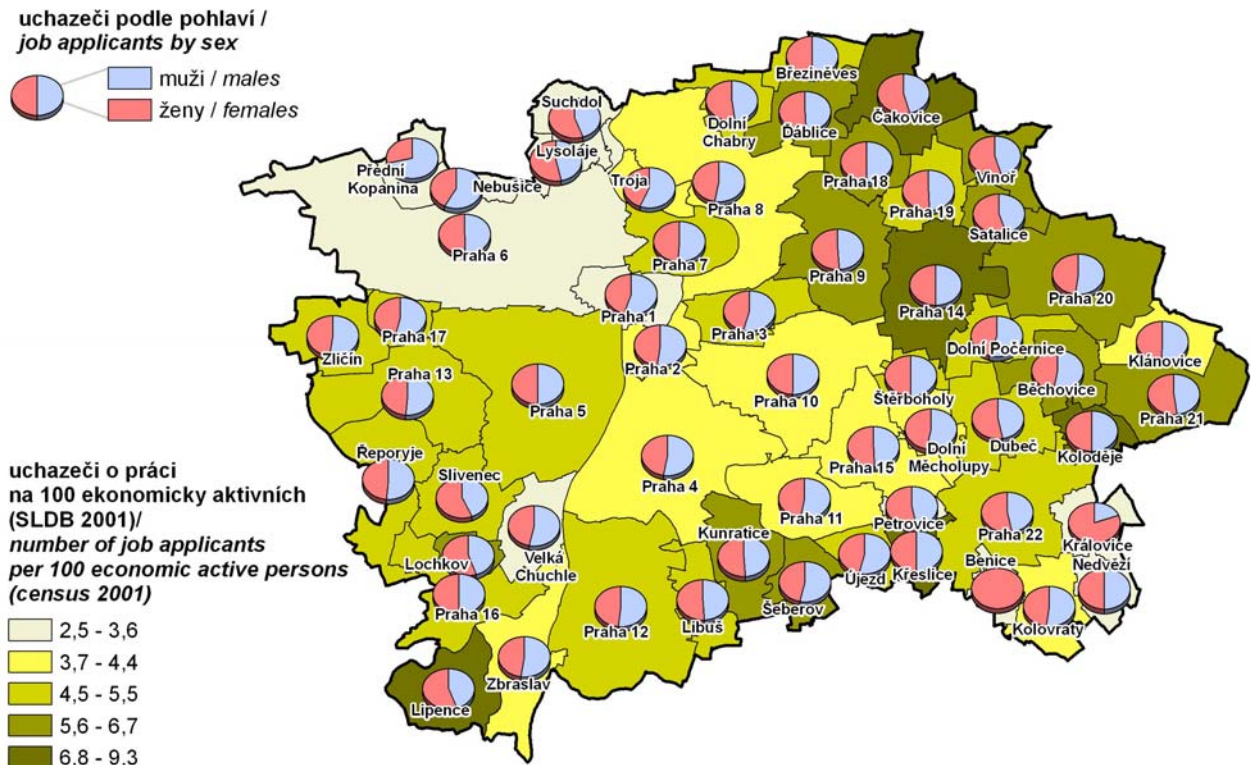 uchazeči podle pohlaví /
job applicants by sex
muži / males
ženy / females
Březiněves
Suchdol
Čakovice
Dolní
Chabry
Ďáblice
Lysoláje
Přední
Kopanina
Nebušice
Troja
Praha 18
Vinoř
Praha 8
Praha 19
Satalice
Praha 6
Praha 7
Praha 9
Praha 20
Praha 14
Praha 1
Praha 3
Praha 17
Zličín
Dolní Počernice
Klánovice
Praha 2
Praha 13
Praha 5
Praha 10
Štěrboholy
Běchovice
Praha 21
Řeporyje
Slivenec
Praha 4
Praha 15
Dolní
Měcholupy
Dubeč
Koloděje
Praha 11
Petrovice
Praha 22
Kunratice
Královice
Velká
Chuchle
Lochkov
Benice
Nedvězí
Újezd
Křeslice
Praha 16
Šeberov
Praha 12
Libuš
Kolovraty
Zbraslav
Lipence
uchazeči o práci
na 100 ekonomicky aktivních
(SLDB 2001)/
number of job applicants
per 100 economic active persons
(census 2001)
2,5 - 3,6
3,7 - 4,4
4,5 - 5,5
5,6 - 6,7
6,8 - 9,3